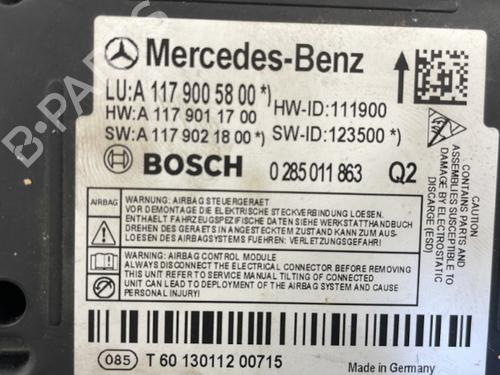 Mercedes-Benz
LU:A 117 900 58 00 *)
HW:A 117 901 17 00
HW-ID:111900
SW:A 117 902 18 00 *)
SW-ID:123500 *)
BOSCH
0 285 011 863
Q2
CAUTION
CONTAINS PARTS AND
ASSEMBLIES SUSCEPTIBLE TO
DAMAGE BY ELECTROSTATIC
DISCHARGE (ESD)
AIRBAG
WARNUNG: AIRBAG STEUERGERAET
VOR DEMONTAGE DIE ELEKTRISCHE STECKVERBINDUNG LOESEN.
ENTHAELT FAHRZEUGSPEZIFISCHE DATEN SIEHE WERKSTATTHANDBUCH
DREHEN DES GERAETS IN ANGESTECKTEM ZUSTAND KANN ZUM AUS-
LOESEN DES AIRBAGSYSTEMS FUEHREN: VERLETZUNGSGEFAHR!
WARNING: AIRBAG CONTROL MODULE
ALWAYS DISCONNECT THE ELECTRICAL CONNECTOR BEFORE REMOVING
THIS UNIT. SEE SERVICE MANUAL TILTING OF CONNECTED
UNIT CAN LEAD TO DEPLOYMENT OF THE AIRBAG SYSTEM. (DANGER OF
PERSONAL INJURY!)
085
T 60 130112 00715
Made in Germany
B-PARTS